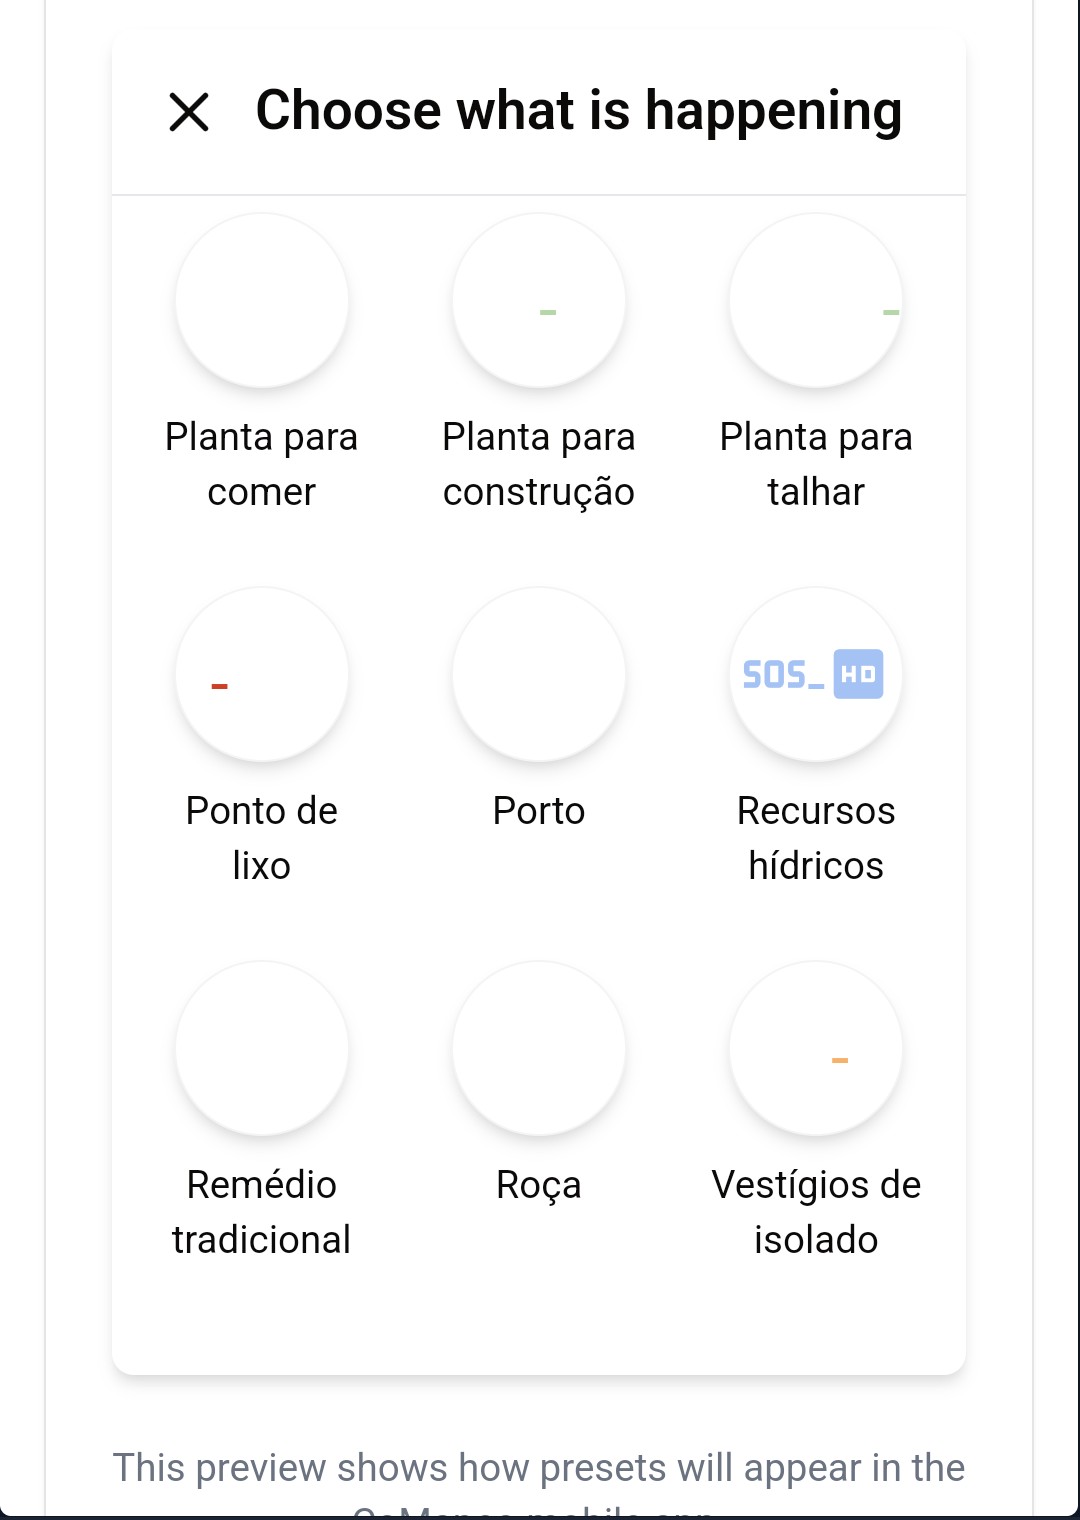 Choose what is happening
Planta para
comer
Planta para
construção
Planta para
talhar
Ponto de
lixo
Porto
SOS_ HD
Recursos
hídricos
Remédio
tradicional
Roça
Vestígios de
isolado
This preview shows how presets will appear in the